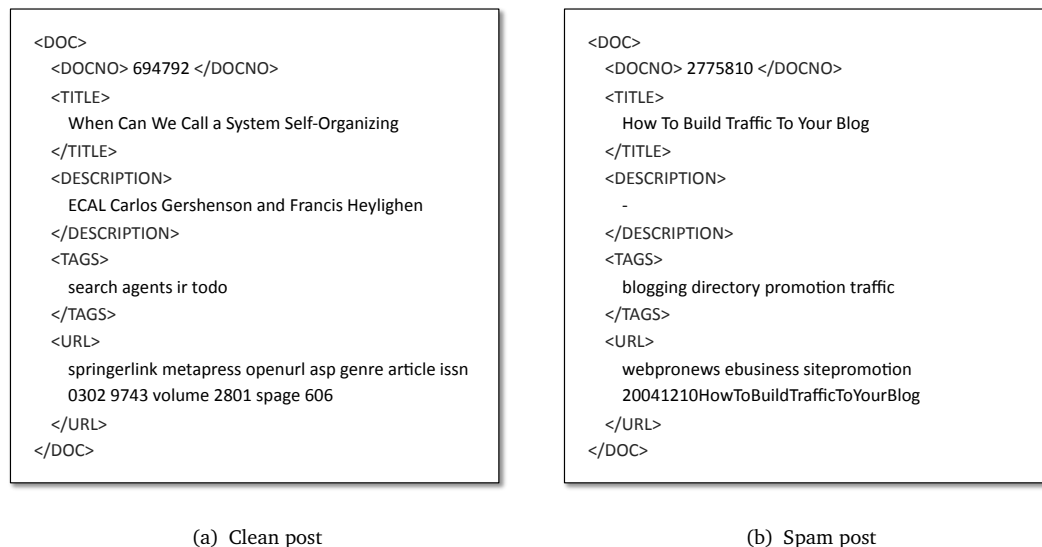 <DOC>
<DOCNO> 694792 </DOCNO>
<TITLE>
When Can We Call a System Self-Organizing
</TITLE>
<DESCRIPTION>
ECAL Carlos Gershenson and Francis Heylighen
</DESCRIPTION>
<TAGS>
search agents ir todo
</TAGS>
<URL>
springerlink metapress openurl asp genre article issn
0302 9743 volume 2801 spage 606
</URL>
</DOC>
(a) Clean post
<DOC>
<DOCNO> 2775810 </DOCNO>
<TITLE>
How To Build Traffic To Your Blog
</TITLE>
<DESCRIPTION>
-
</DESCRIPTION>
<TAGS>
blogging directory promotion traffic
</TAGS>
<URL>
webpronews ebusiness sitepromotion
20041210HowToBuildTrafficToYourBlog
</URL>
</DOC>
(b) Spam post